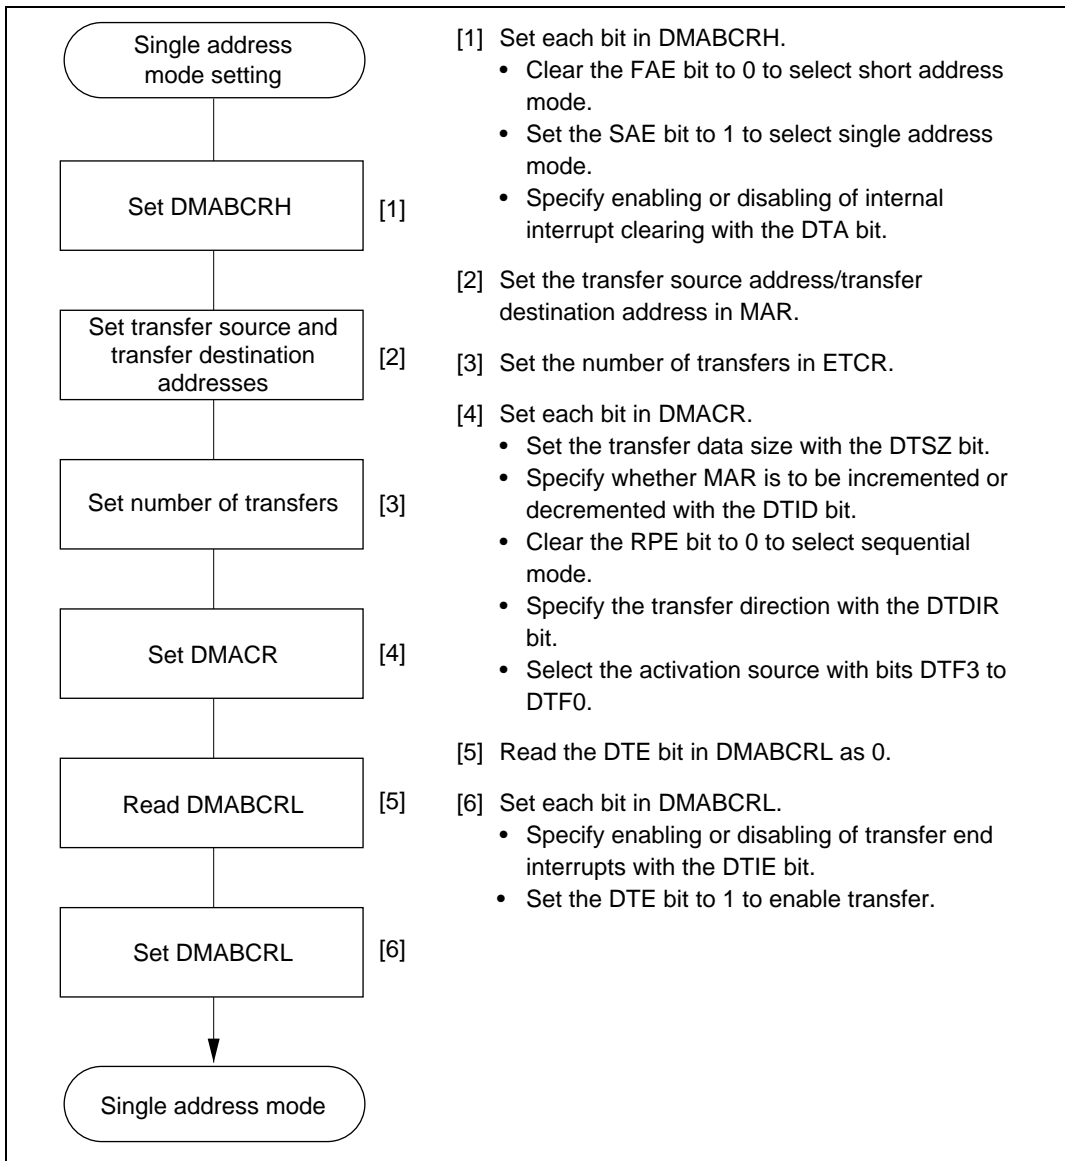 Single address
mode setting
Set DMABCRH [1]
Set transfer source and
transfer destination
addresses
[2]
Set number of transfers [3]
Set DMACR [4]
Read DMABCRL [5]
Set DMABCRL [6]
Single address mode
[1] Set each bit in DMABCRH.
• Clear the FAE bit to 0 to select short address
mode.
• Set the SAE bit to 1 to select single address
mode.
• Specify enabling or disabling of internal
interrupt clearing with the DTA bit.
[2] Set the transfer source address/transfer
destination address in MAR.
[3] Set the number of transfers in ETCR.
[4] Set each bit in DMACR.
• Set the transfer data size with the DTSZ bit.
• Specify whether MAR is to be incremented or
decremented with the DTID bit.
• Clear the RPE bit to 0 to select sequential
mode.
• Specify the transfer direction with the DTDIR
bit.
• Select the activation source with bits DTF3 to
DTF0.
[5] Read the DTE bit in DMABCRL as 0.
[6] Set each bit in DMABCRL.
• Specify enabling or disabling of transfer end
interrupts with the DTIE bit.
• Set the DTE bit to 1 to enable transfer.